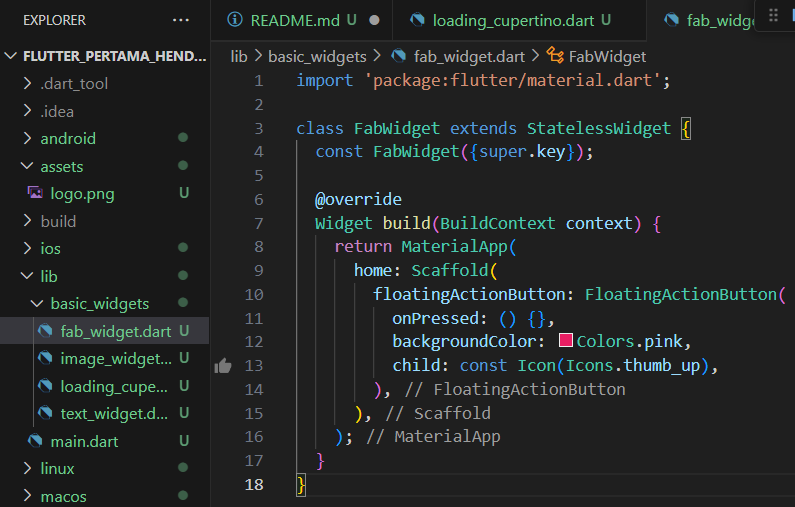 EXPLORER ...
README.md U
loading_cupertino.dart U
fab_widg
FLUTTER_PERTAMA_HEND...
.dart_tool
.idea
android
assets
logo.png U
build
ios
lib
basic_widgets
fab_widget.dart U
image_widget... U
loading_cupe... U
text_widget.d... U
main.dart U
linux
macos
lib > basic_widgets > fab_widget.dart > FabWidget
1 import 'package:flutter/material.dart';
2
3 class FabWidget extends StatelessWidget {
4 const FabWidget({super.key});
5
6 @override
7 Widget build(BuildContext context) {
8 return MaterialApp(
9 home: Scaffold(
10 floatingActionButton: FloatingActionButton(
11 onPressed: () {},
12 backgroundColor: Colors.pink,
13 child: const Icon(Icons.thumb_up),
14 ), // FloatingActionButton
15 ), // Scaffold
16 ); // MaterialApp
17 }
18 }